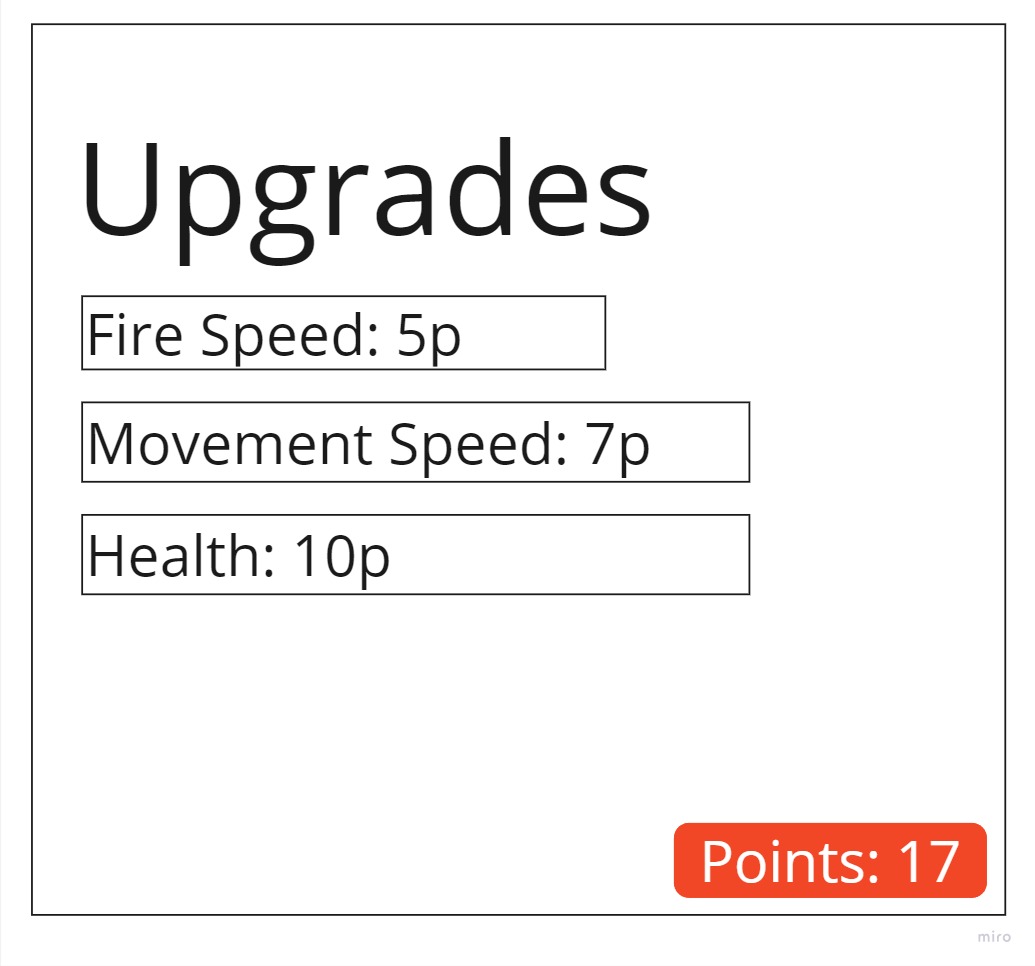 Upgrades
Fire Speed: 5p
Movement Speed: 7p
Health: 10p
Points: 17
miro